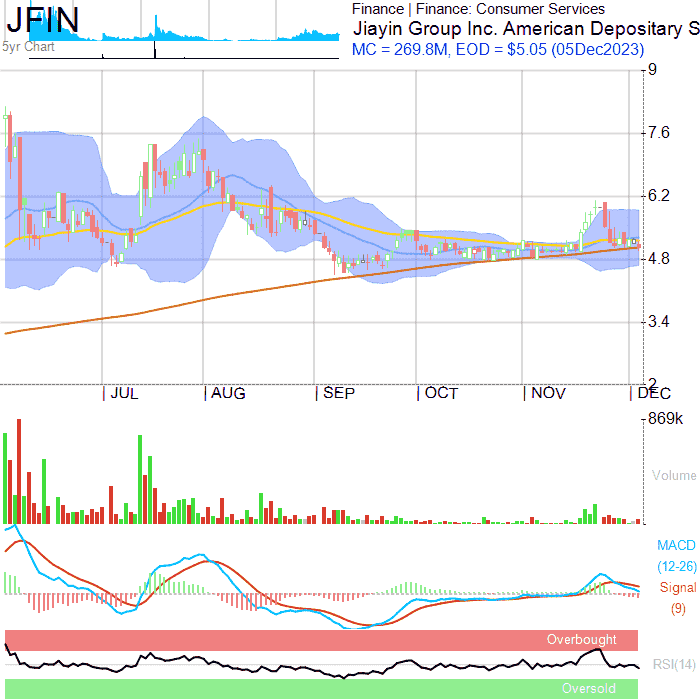 JFIN
5yr Chart
Finance | Finance: Consumer Services
Jiayin Group Inc. American Depositary S
MC = 269.8M, EOD = $5.05 (05Dec2023)
9
7.6
6.2
4.8
3.4
2
JUL AUG SEP OCT NOV DEC
869k
Volume
MACD
(12-26)
Signal
(9)
Overbought
RSI(14)
Oversold